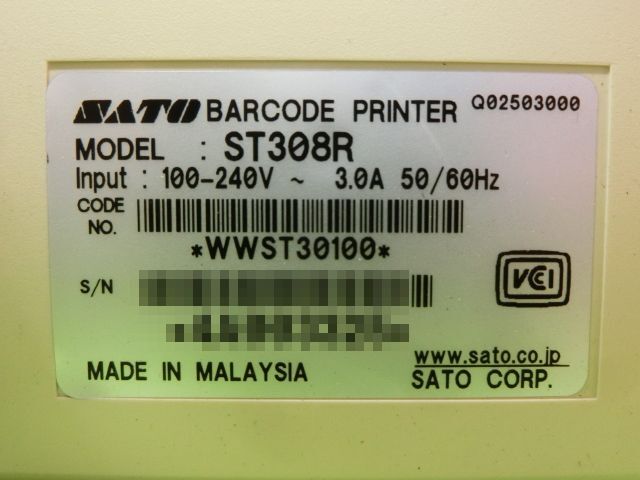 SATO BARCODE PRINTER Q02503000
MODEL : ST308R
Input : 100-240V ~ 3.0A 50/60Hz
CODE NO.
*WWST30100*
S/N
VCCI
MADE IN MALAYSIA
www.sato.co.jp
SATO CORP.